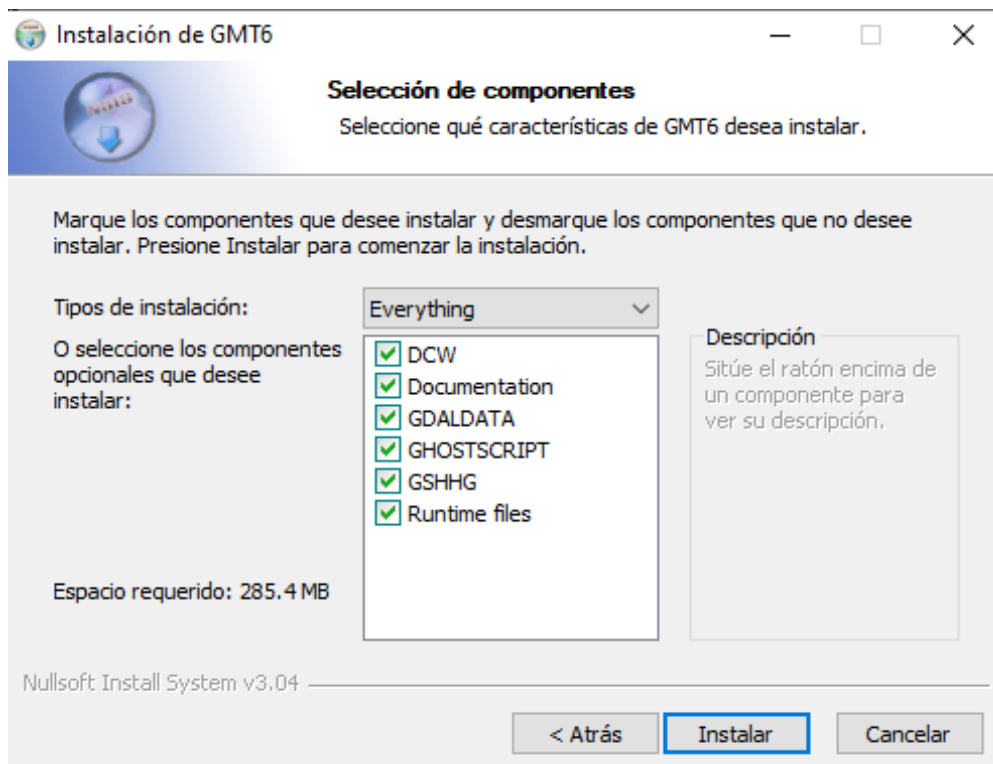 Instalación de GMT6
Selección de componentes
Seleccione qué características de GMT6 desea instalar.
Marque los componentes que desee instalar y desmarque los componentes que no desee
instalar. Presione Instalar para comenzar la instalación.
Tipos de instalación:
Everything
O seleccione los componentes
opcionales que desee
instalar:
DCW
Documentation
GDALDATA
GHOSTSCRIPT
GSHHG
Runtime files
Descripción
Sitúe el ratón encima de
un componente para
ver su descripción.
Espacio requerido: 285.4 MB
Nullsoft Install System v3.04
< Atrás
Instalar
Cancelar